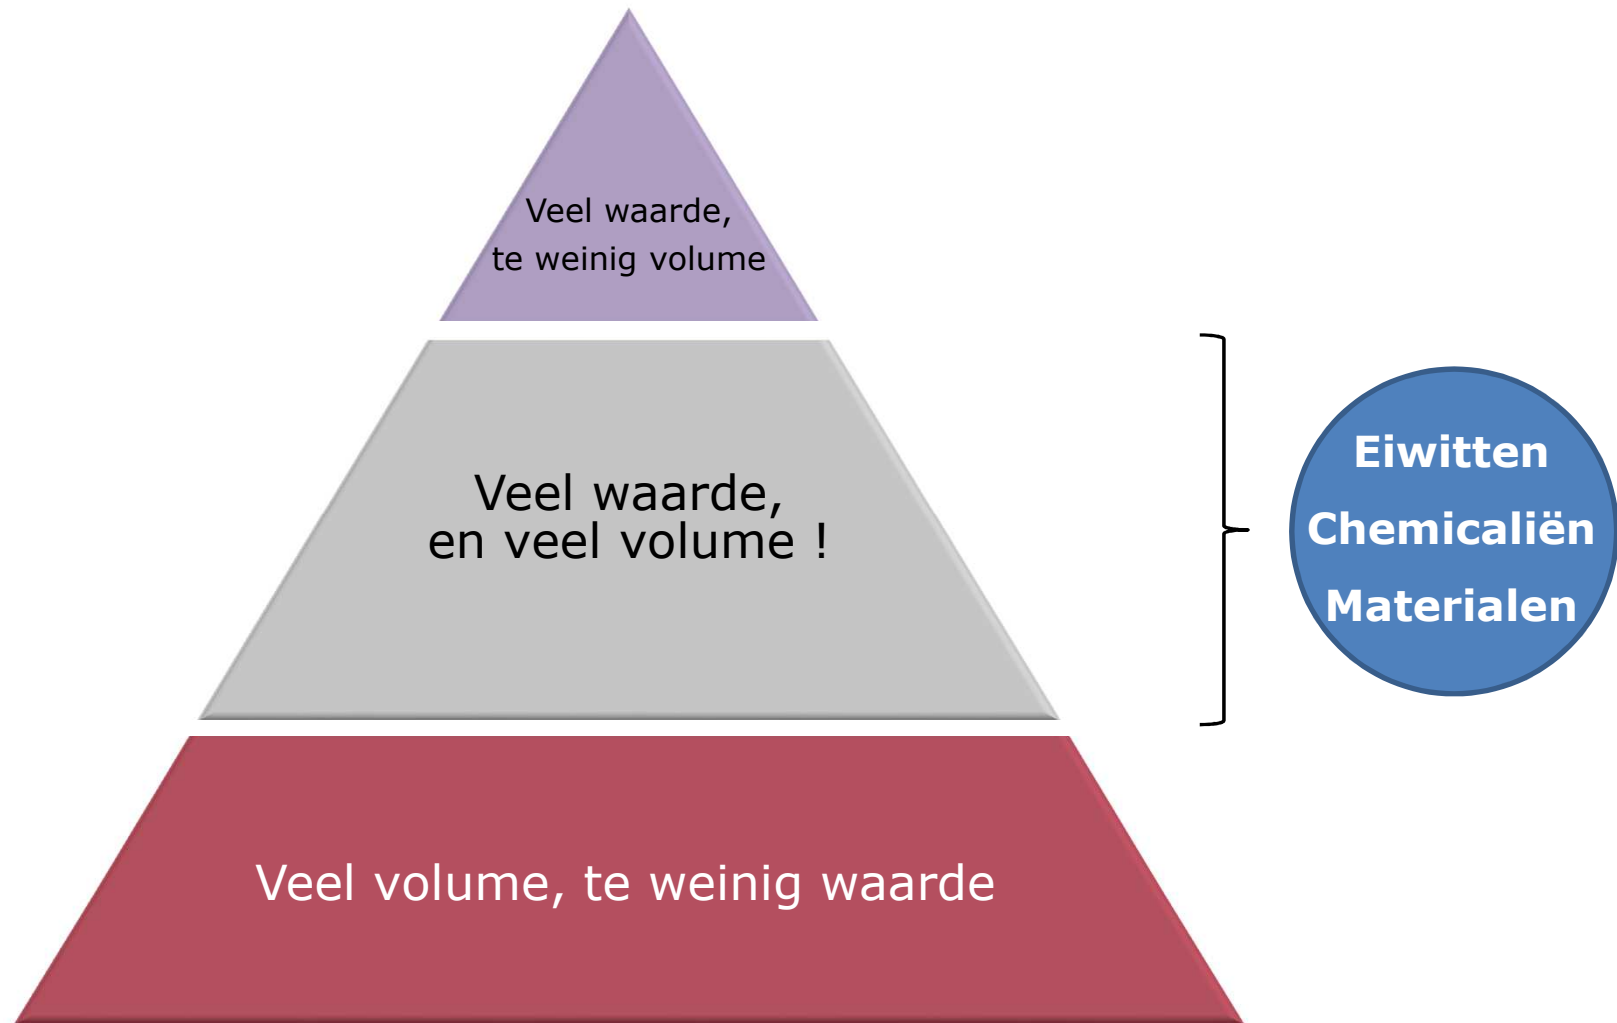 Veel waarde,
te weinig volume
Veel waarde,
en veel volume !
Eiwitten
Chemicaliën
Materialen
Veel volume, te weinig waarde